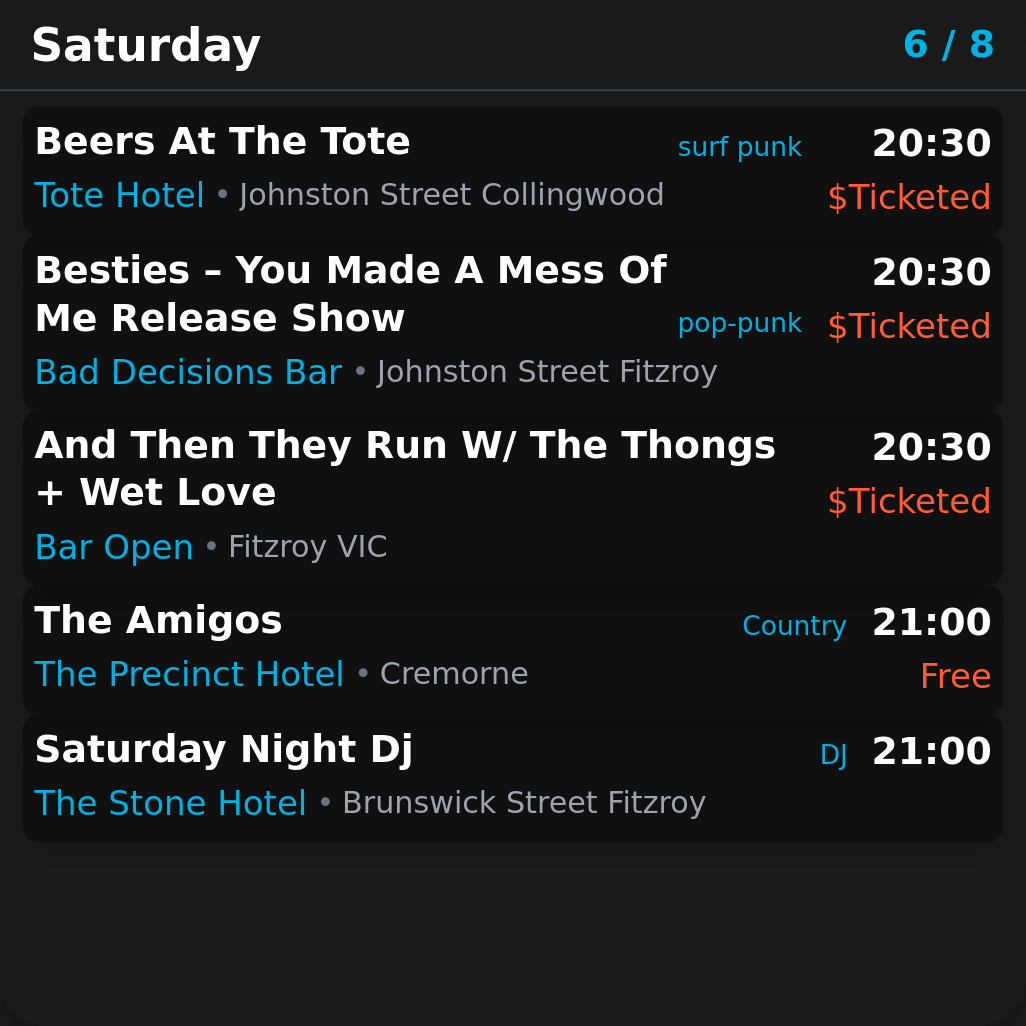 Saturday 6 / 8
Beers At The Tote surf punk 20:30
Tote Hotel • Johnston Street Collingwood $Ticketed
Besties – You Made A Mess Of 20:30
Me Release Show pop-punk $Ticketed
Bad Decisions Bar • Johnston Street Fitzroy
And Then They Run W/ The Thongs 20:30
+ Wet Love $Ticketed
Bar Open • Fitzroy VIC
The Amigos Country 21:00
The Precinct Hotel • Cremorne Free
Saturday Night Dj DJ 21:00
The Stone Hotel • Brunswick Street Fitzroy